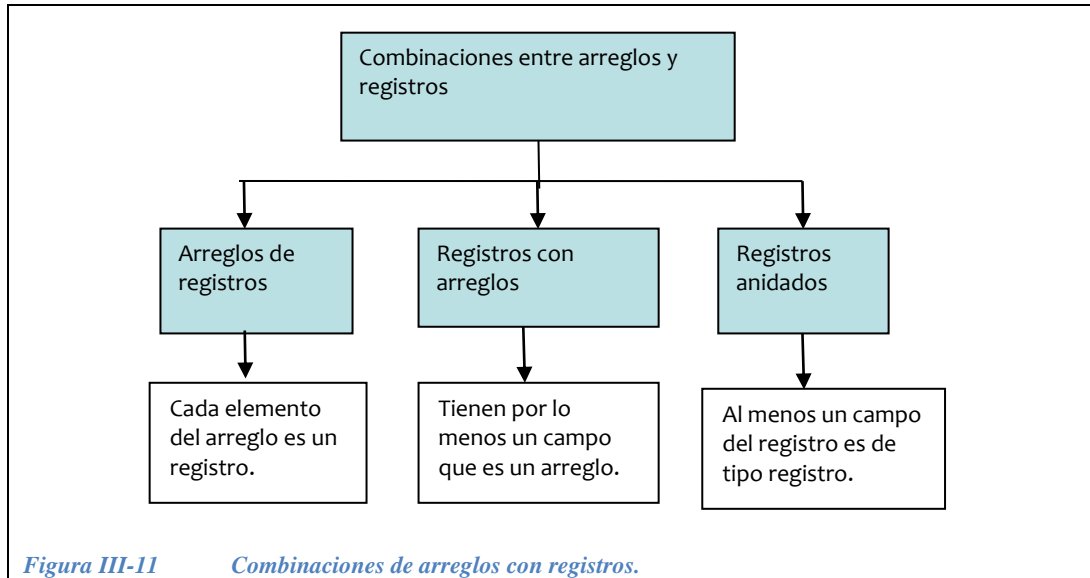 Combinaciones entre arreglos y
registros
Arreglos de
registros
Registros con
arreglos
Registros
anidados
Cada elemento
del arreglo es un
registro.
Tienen por lo
menos un campo
que es un arreglo.
Al menos un campo
del registro es de
tipo registro.
Figura III-11 Combinaciones de arreglos con registros.